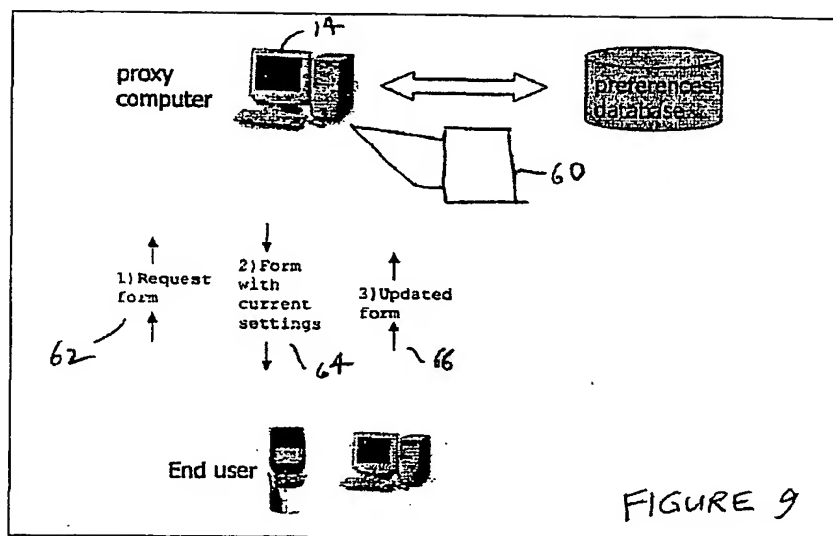 14
proxy
computer
preferences
database
60
1)Request
form
2)Form
with
current
settings
3)Updated
form
62
64
66
End user
FIGURE 9